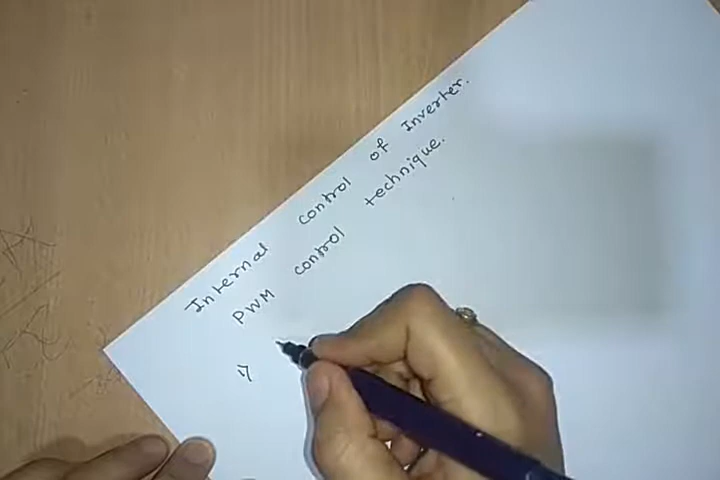 Internal control of Inverter.
PWM control technique.
1)